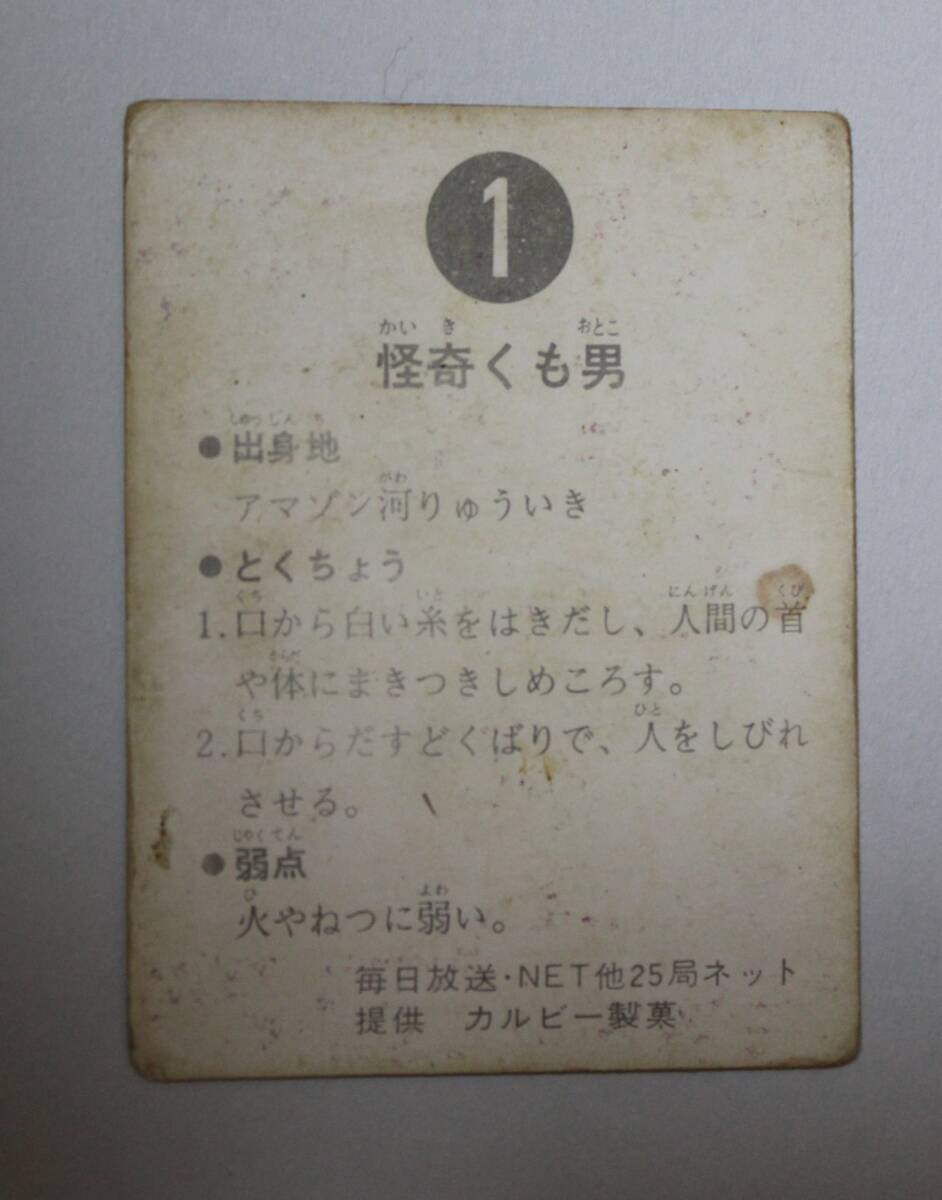 1
かいき おとこ
怪奇くも男
しゅっしんち
●出身地
がわ
アマゾン河りゅういき
●とくちょう
くち いと にんげん くび
1.口から白い糸をはきだし、人間の首
からだ
や体にまきつきしめころす。
くち ひと
2.口からだすどくばりで、人をしびれ
させる。
じゃくてん
●弱点
ひ よわ
火やねつに弱い。
毎日放送・NET他25局ネット
提供 カルビー製菓